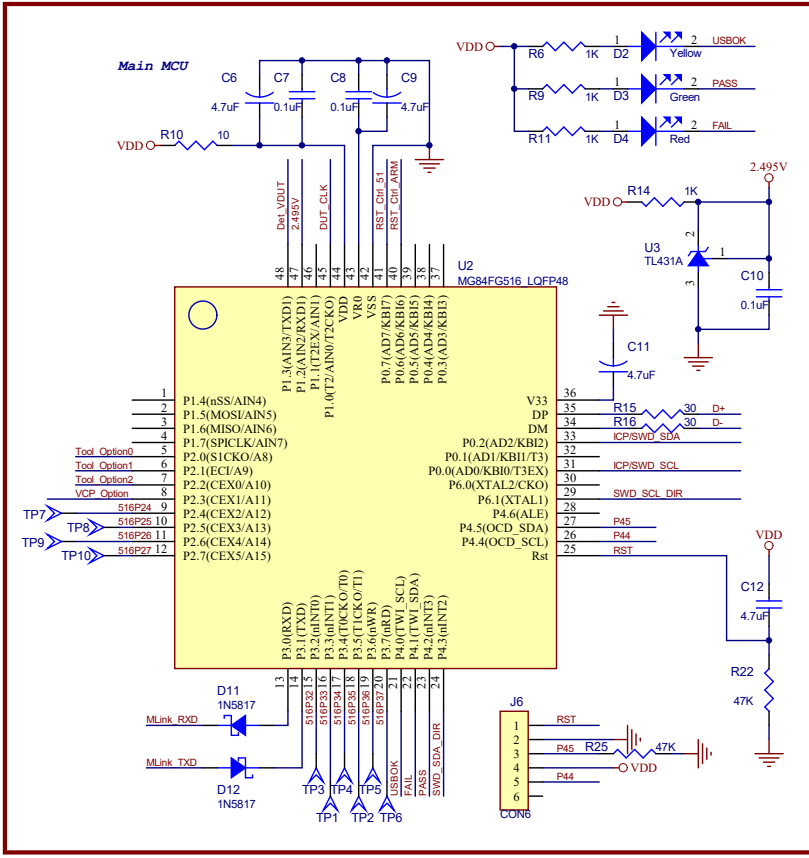 Main MCU
C6
4.7uF
C7
0.1uF
C8
0.1uF
C9
4.7uF
VDD
R10
10
VDD
R6
1K
1
D2
2
Yellow
USBOK
R9
1K
1
D3
2
Green
PASS
R11
1K
1
D4
2
Red
FAIL
Det_VDUT
2.495V
DUT_CLK
RST_Ctrl_51
RST_Ctrl_ARM
2.495V
VDD
R14
1K
U3
TL431A
2
1
3
C10
0.1uF
U2
MG84FG516_LQFP48
48
47
46
45
44
43
42
41
40
39
38
37
P1.3(AIN3/TXD1)
P1.2(AIN2/RXD1)
P1.1(T2EX/AIN1)
P1.0(T2/AIN0/T2CKO)
VDD
VR0
VSS
P0.7(AD7/KBI7)
P0.6(AD6/KBI6)
P0.5(AD5/KBI5)
P0.4(AD4/KBI4)
P0.3(AD3/KBI3)
C11
4.7uF
1 P1.4(nSS/AIN4)
2 P1.5(MOSI/AIN5)
3 P1.6(MISO/AIN6)
4 P1.7(SPICLK/AIN7)
Tool_Option0 5 P2.0(S1CKO/A8)
Tool_Option1 6 P2.1(ECI/A9)
Tool_Option2 7 P2.2(CEX0/A10)
VCP_Option 8 P2.3(CEX1/A11)
TP7 516P24 9 P2.4(CEX2/A12)
TP8 516P25 10 P2.5(CEX3/A13)
TP9 516P26 11 P2.6(CEX4/A14)
TP10 516P27 12 P2.7(CEX5/A15)
V33 36
DP 35 R15 30 D+
DM 34 R16 30 D-
P0.2(AD2/KBI2) 33 ICP/SWD_SDA
P0.1(AD1/KBI1/T3) 32
P0.0(AD0/KBI0/T3EX) 31 ICP/SWD_SCL
P6.0(XTAL2/CKO) 30
P6.1(XTAL1) 29 SWD_SCL_DIR
P4.6(ALE) 28
P4.5(OCD_SDA) 27 P45
P4.4(OCD_SCL) 26 P44
Rst 25 RST
VDD
C12
4.7uF
R22
47K
P3.0(RXD)
P3.1(TXD)
P3.2(nINT0)
P3.3(nINT1)
P3.4(T0CKO/T0)
P3.5(T1CKO/T1)
P3.6(nWR)
P3.7(nRD)
P4.0(TWI_SCL)
P4.1(TWI_SDA)
P4.2(nINT3)
P4.3(nINT2)
13
14
15
16
17
18
19
20
21
22
23
24
516P32
516P33
516P34
516P35
516P36
516P37
USBOK
FAIL
PASS
SWD_SDA_DIR
D11
1N5817
MLink_RXD
MLink_TXD
D12
1N5817
TP3
TP4
TP5
TP1
TP2
TP6
J6
1 RST
2
3 P45 R25 47K
4 VDD
5 P44
6
CON6